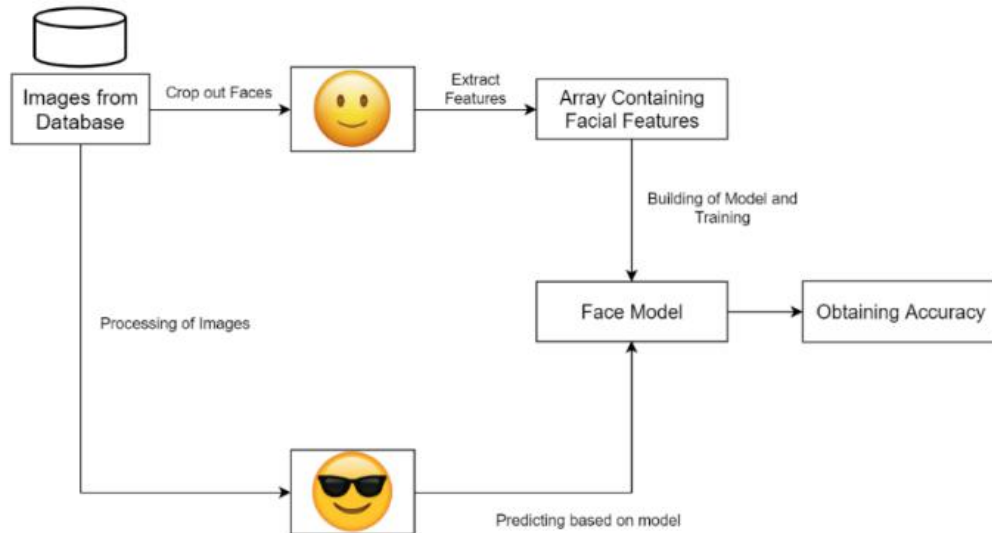 Images from
Database
Crop out Faces
Extract
Features
Array Containing
Facial Features
Building of Model and
Training
Processing of Images
Face Model
Obtaining Accuracy
Predicting based on model